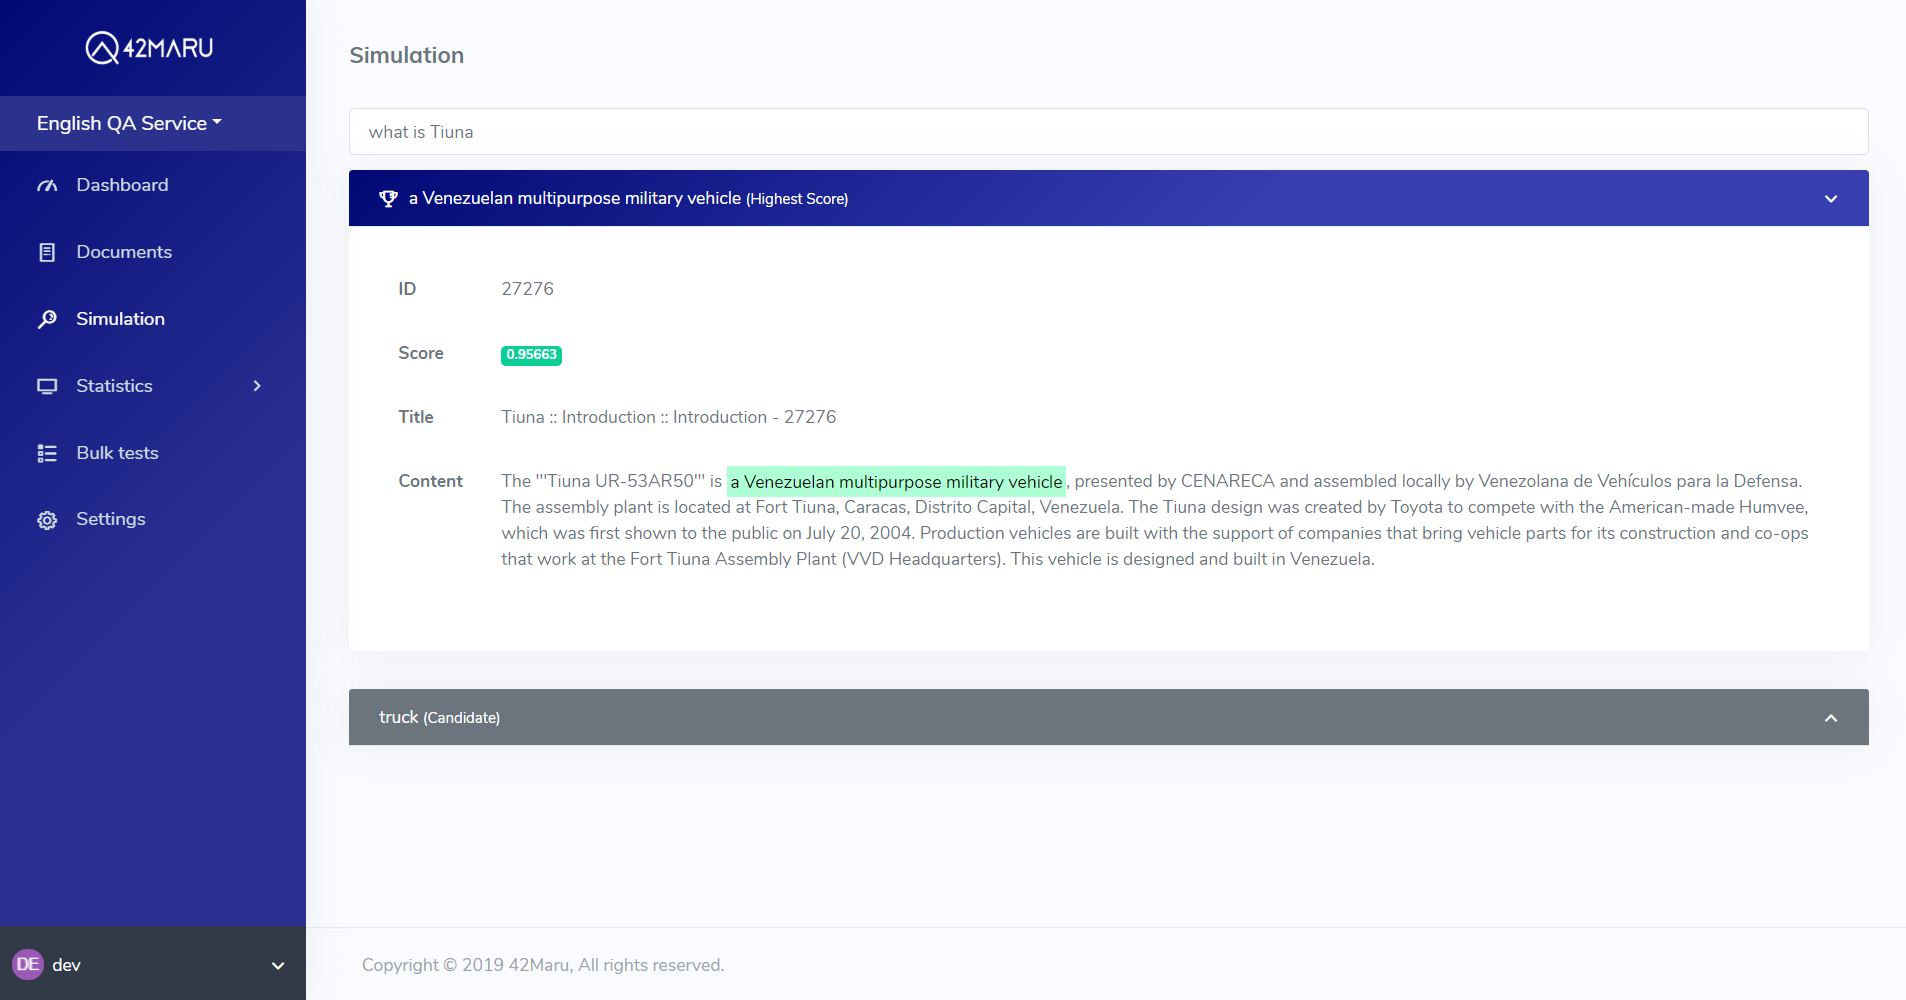 42MARU
English QA Service
Dashboard
Documents
Simulation
Statistics
Bulk tests
Settings
DE dev
Simulation
what is Tiuna
a Venezuelan multipurpose military vehicle (Highest Score)
ID 27276
Score 0.95663
Title Tiuna :: Introduction :: Introduction - 27276
Content The "'Tiuna UR-53AR50"' is a Venezuelan multipurpose military vehicle, presented by CENARECA and assembled locally by Venezolana de Vehículos para la Defensa.
The assembly plant is located at Fort Tiuna, Caracas, Distrito Capital, Venezuela. The Tiuna design was created by Toyota to compete with the American-made Humvee,
which was first shown to the public on July 20, 2004. Production vehicles are built with the support of companies that bring vehicle parts for its construction and co-ops
that work at the Fort Tiuna Assembly Plant (VVD Headquarters). This vehicle is designed and built in Venezuela.
truck (Candidate)
Copyright © 2019 42Maru, All rights reserved.